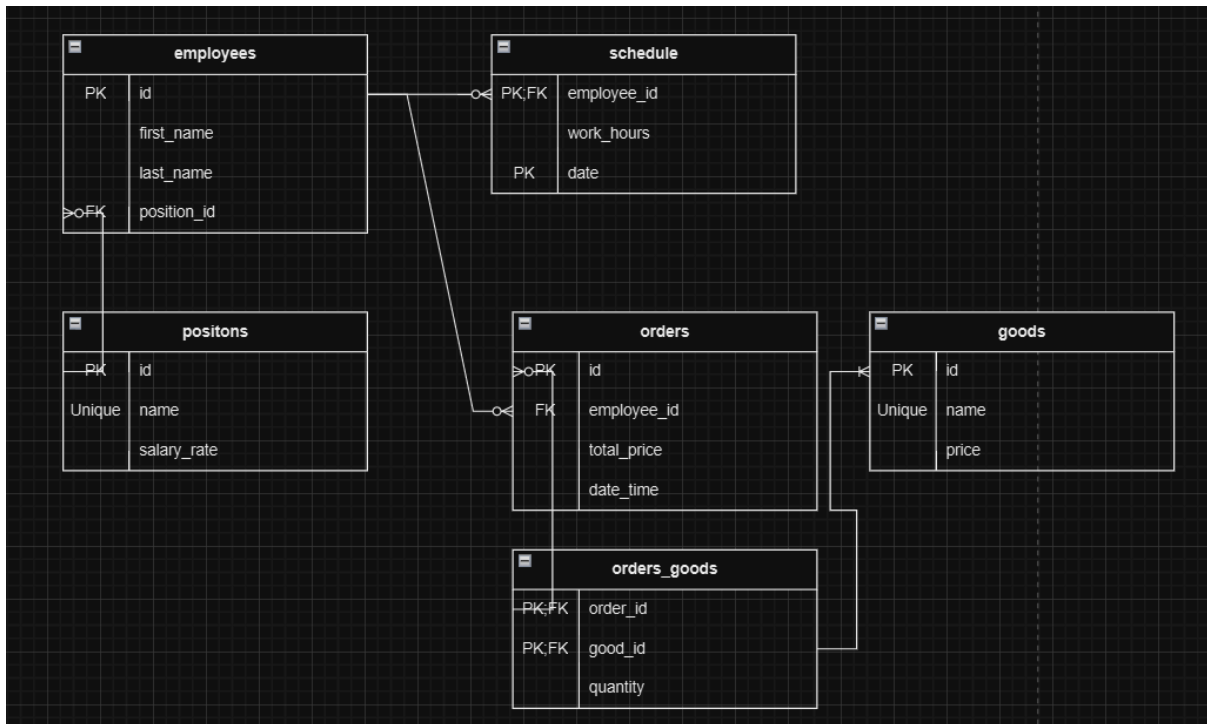 employees
PK id
first_name
last_name
FK position_id
schedule
PK;FK employee_id
work_hours
PK date
positons
PK id
Unique name
salary_rate
orders
PK id
FK employee_id
total_price
date_time
goods
PK id
Unique name
price
orders_goods
PK;FK order_id
PK;FK good_id
quantity